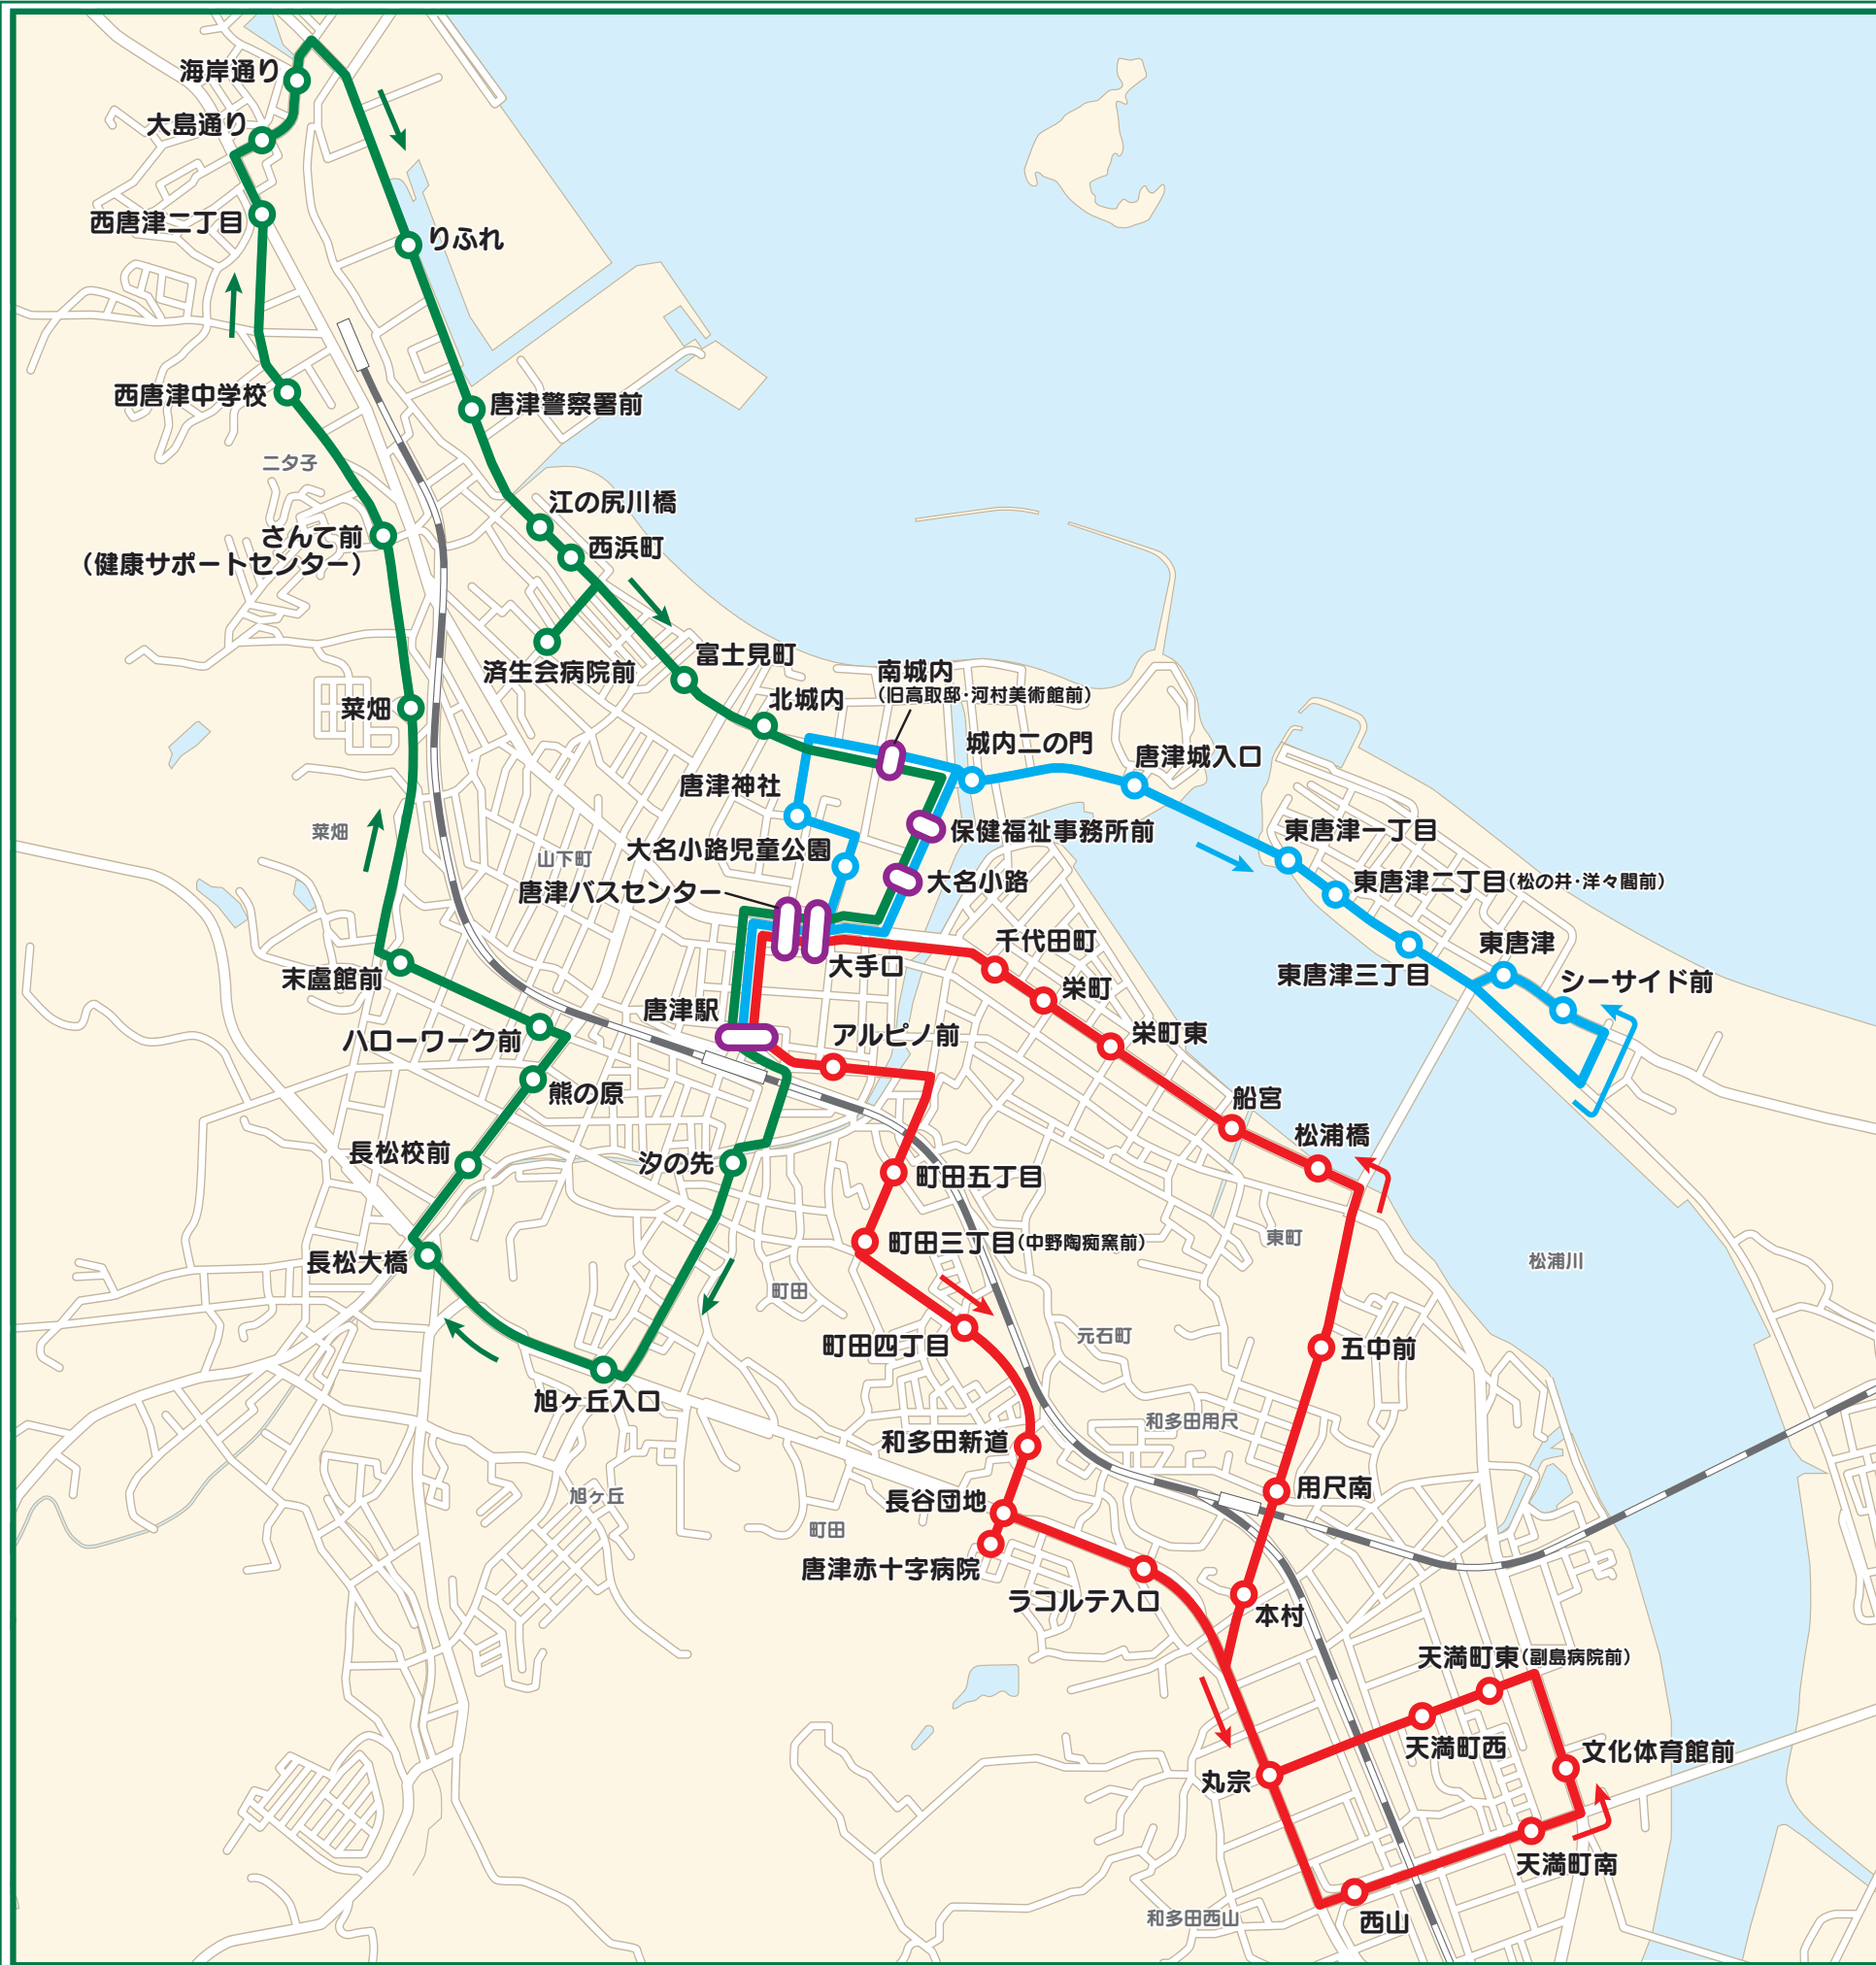 海岸通り
大島通り
西唐津二丁目
りふれ
西唐津中学校
唐津警察署前
二タ子
江の尻川橋
さんて前
(健康サポートセンター)
西浜町
済生会病院前
富士見町
南城内
(旧高取邸・河村美術館前)
北城内
菜畑
城内二の門
唐津城入口
唐津神社
菜畑
山下町
大名小路児童公園
保健福祉事務所前
東唐津一丁目
唐津バスセンター
大名小路
東唐津二丁目(松の井・洋々閣前)
千代田町
東唐津
末盧館前
大手口
東唐津三丁目
シーサイド前
栄町
唐津駅
ハローワーク前
アルピノ前
栄町東
熊の原
船宮
松浦橋
長松校前
汐の先
町田五丁目
町田三丁目(中野陶痴窯前)
東町
長松大橋
松浦川
町田
元石町
町田四丁目
五中前
旭ヶ丘入口
和多田用尺
和多田新道
旭ヶ丘
長谷団地
用尺南
町田
唐津赤十字病院
ラコルテ入口
本村
天満町東(副島病院前)
天満町西
文化体育館前
丸宗
天満町南
和多田西山
西山